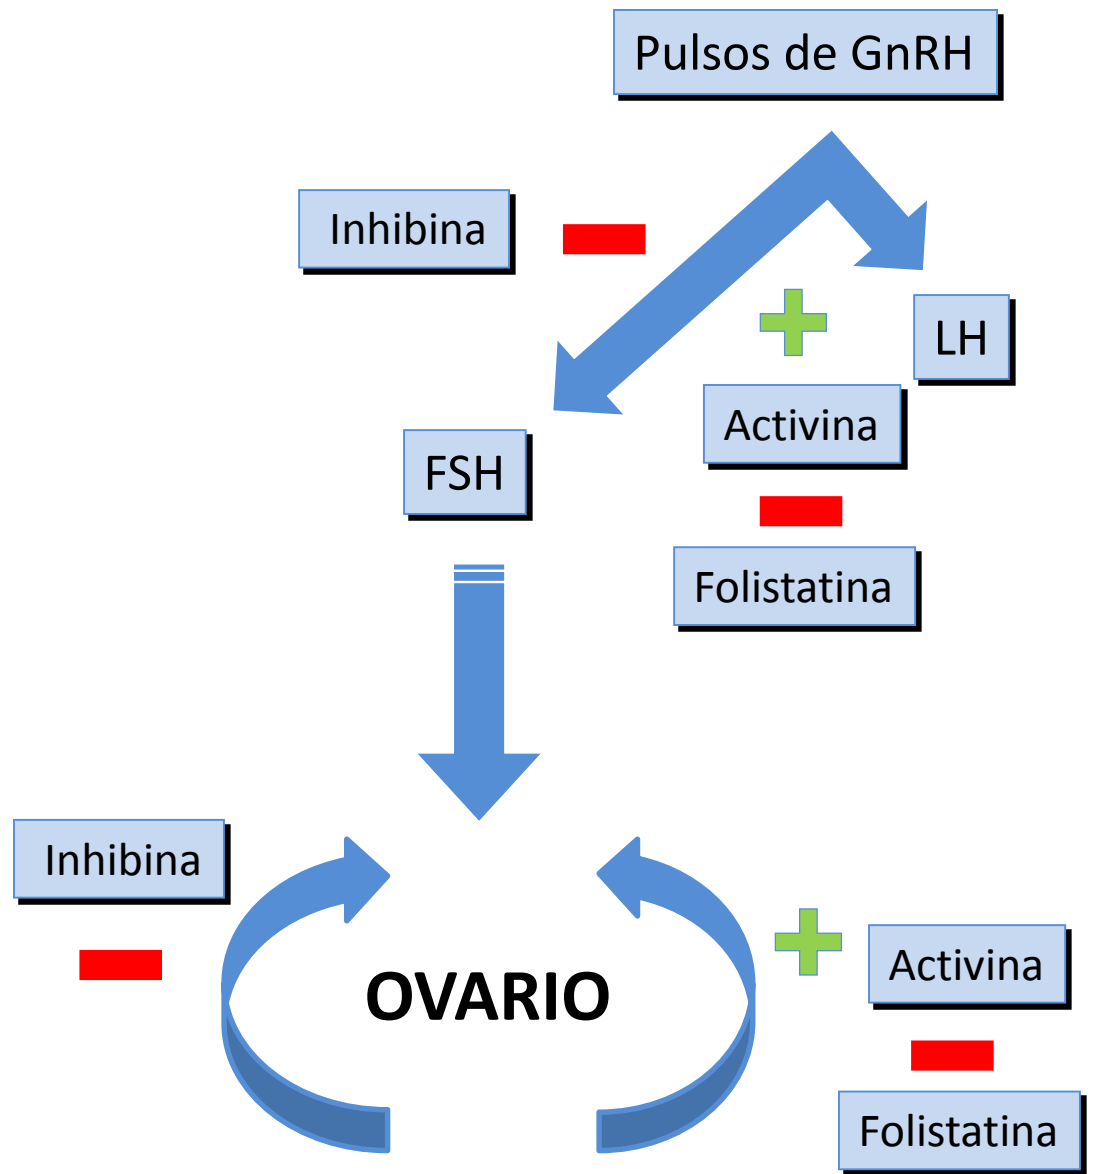 Pulsos de GnRH
Inhibina
LH
Activina
FSH
Folistatina
Inhibina
Activina
OVARIO
Folistatina